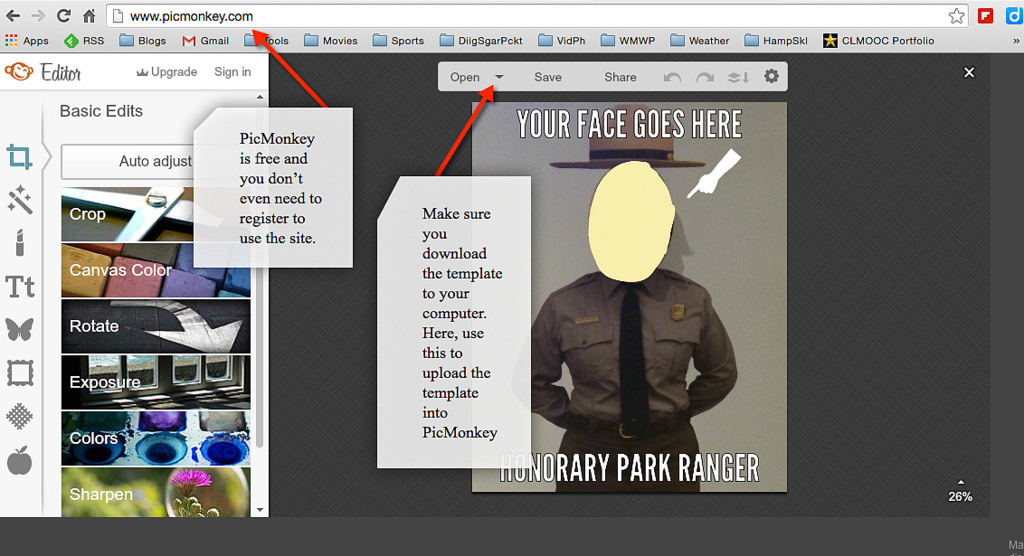 www.picmonkey.com
Apps RSS Blogs Gmail Tools Movies Sports DiigSgarPckt VidPh WMWP Weather HampSkl CLMOOC Portfolio »
Editor Upgrade Sign in
Open Save Share
Basic Edits
Auto adjust
Crop
Canvas Color
Rotate
Exposure
Colors
Sharpen
Tt
PicMonkey
is free and
you don't
even need to
register to
use the site.
Make sure
you
download
the template
to your
computer.
Here, use
this to
upload the
template
into
PicMonkey
YOUR FACE GOES HERE
HONORARY PARK RANGER
26%